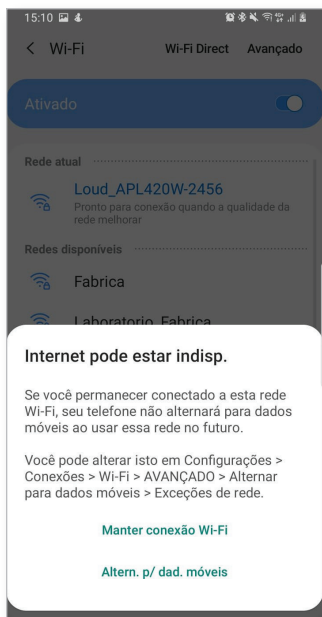 15:10
Wi-Fi Wi-Fi Direct Avançado
Ativado
Rede atual
Loud_APL420W-2456
Pronto para conexão quando a qualidade da
rede melhorar
Redes disponíveis
Fabrica
Laboratorio_Fabrica
Internet pode estar indisp.
Se você permanecer conectado a esta rede
Wi-Fi, seu telefone não alternará para dados
móveis ao usar essa rede no futuro.
Você pode alterar isto em Configurações >
Conexões > Wi-Fi > AVANÇADO > Alternar
para dados móveis > Exceções de rede.
Manter conexão Wi-Fi
Altern. p/ dad. móveis